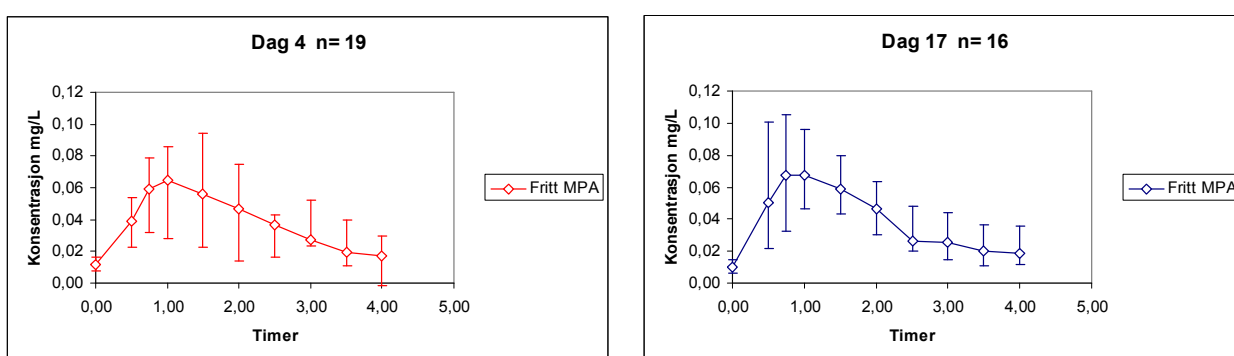 Dag 4 n= 19
0,12
0,10
0,08
0,06
0,04
0,02
0,00
Konsentrasjon mg/L
0,00 1,00 2,00 3,00 4,00 5,00
Timer
Fritt MPA
Dag 17 n= 16
0,12
0,10
0,08
0,06
0,04
0,02
0,00
Konsentrasjon mg/L
0,00 1,00 2,00 3,00 4,00 5,00
Timer
Fritt MPA